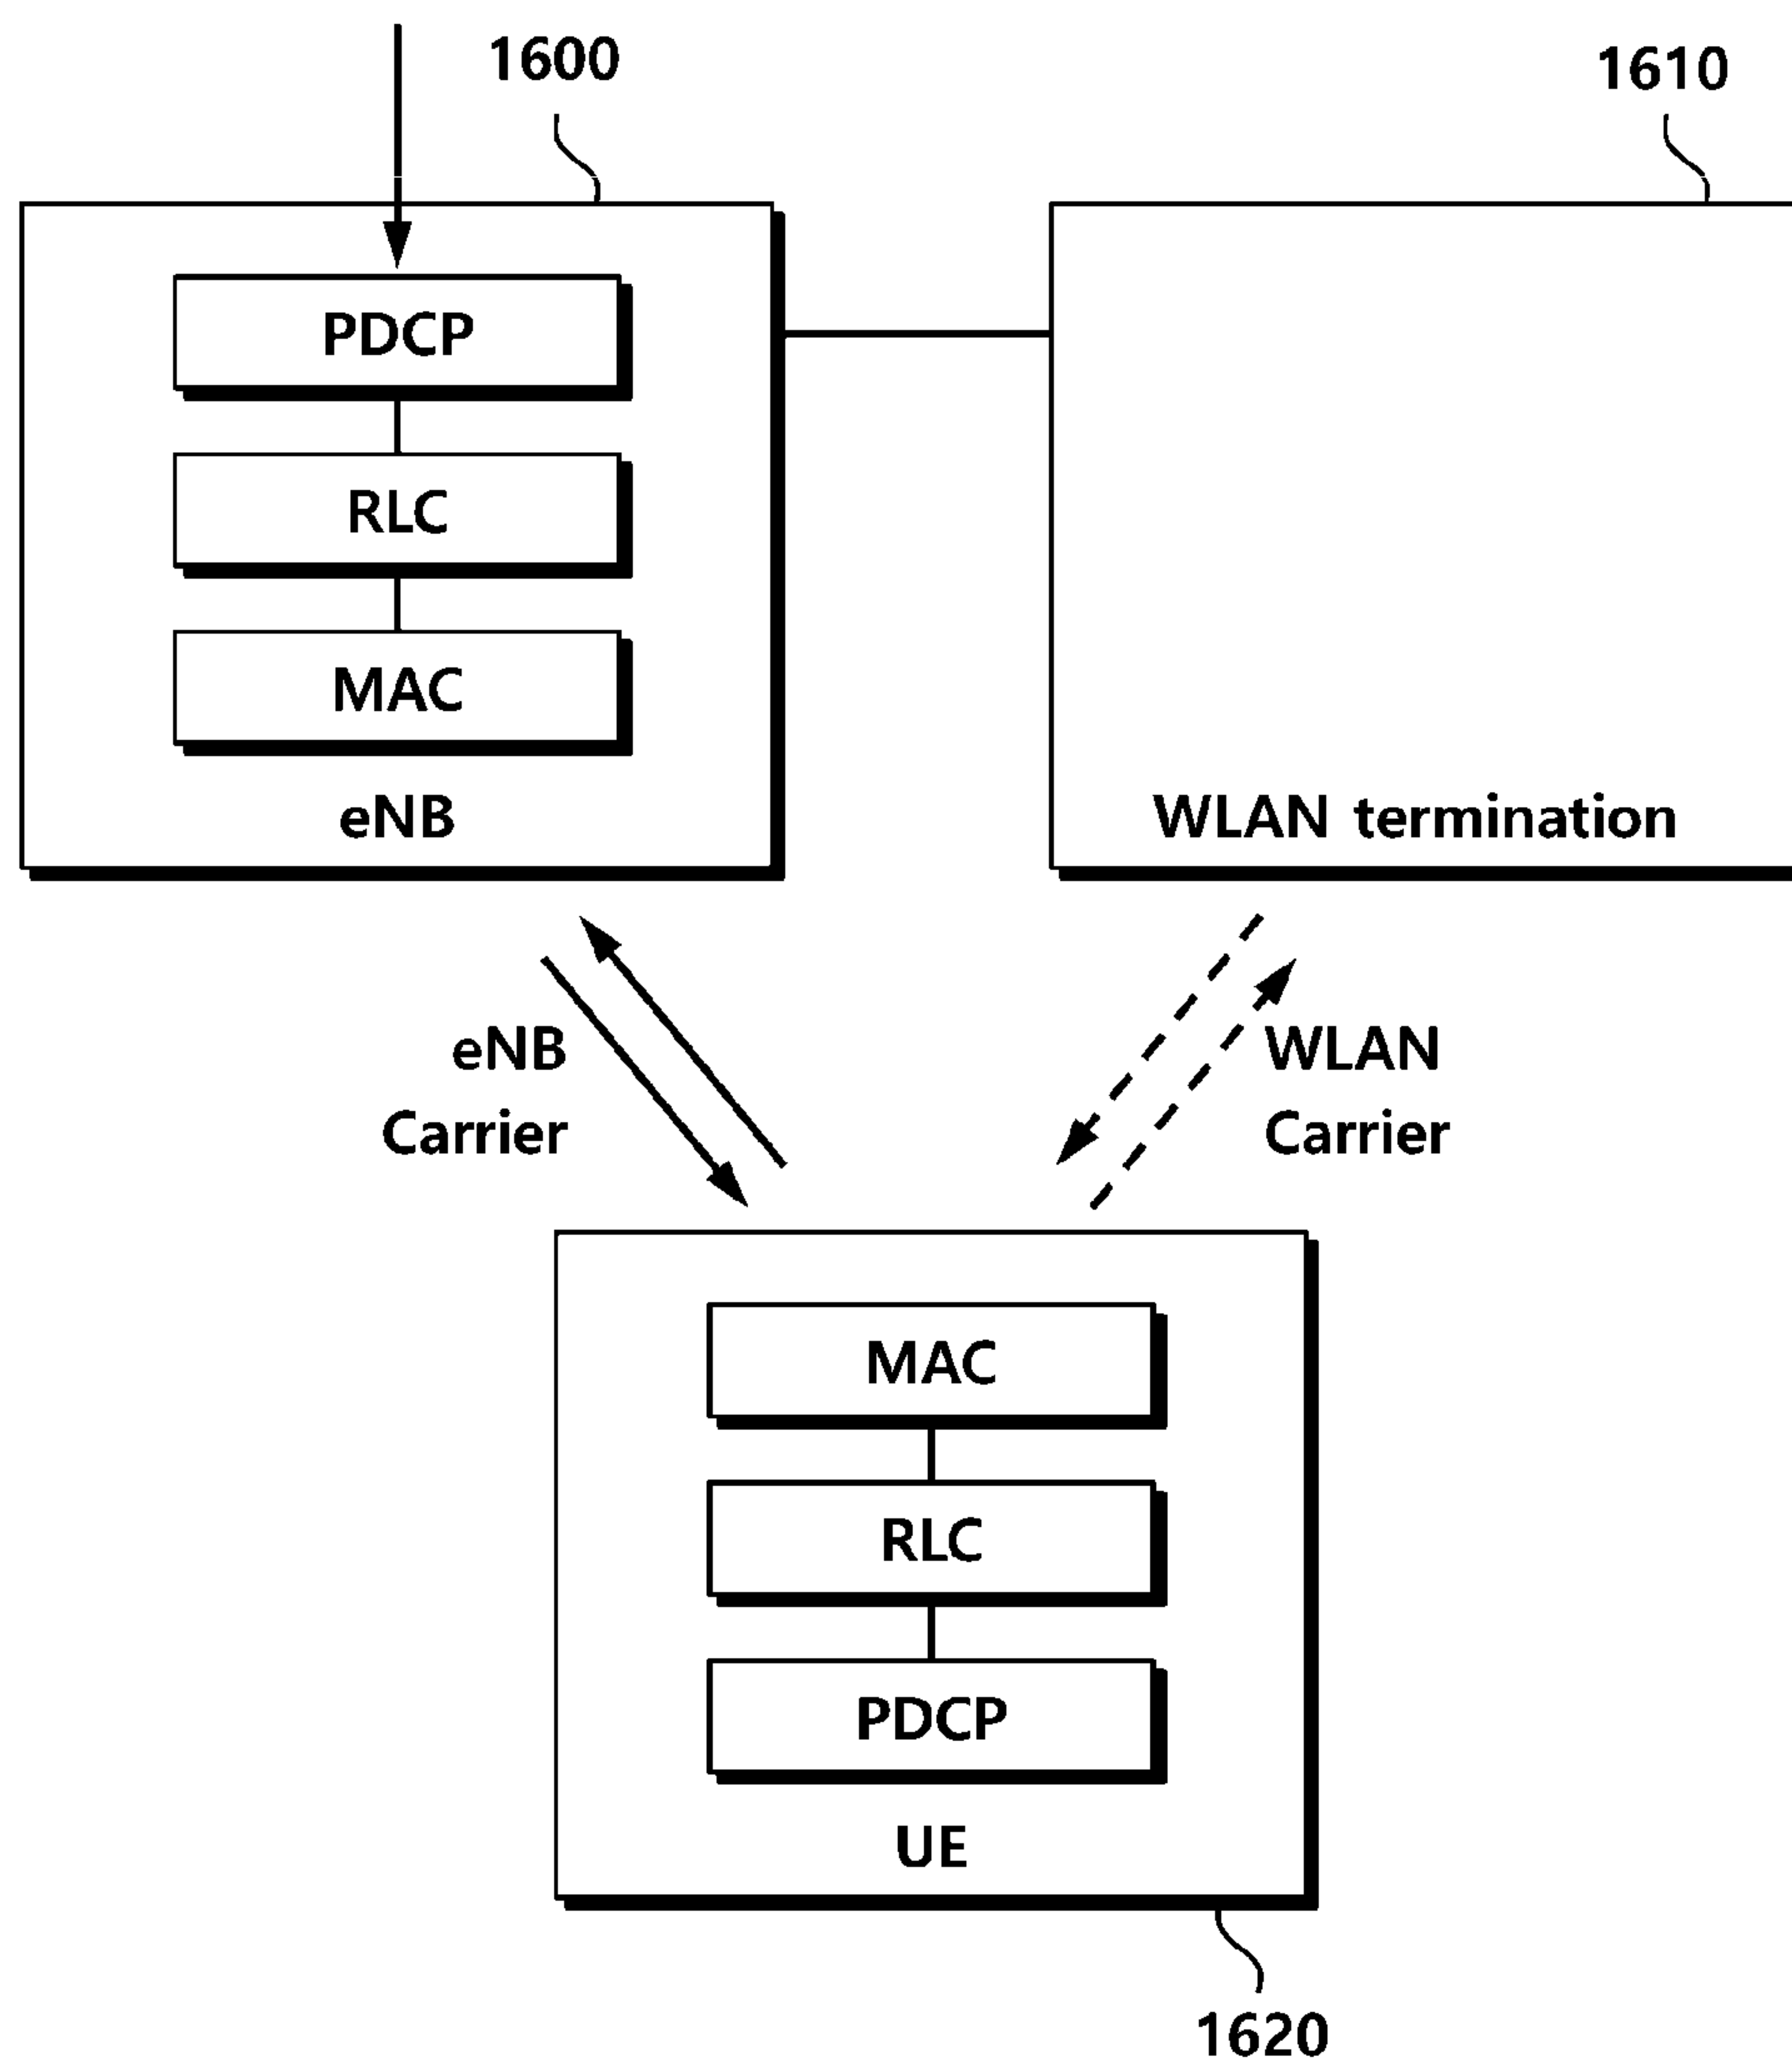 1600
1610
PDCP
RLC
MAC
eNB
WLAN termination
eNB
Carrier
WLAN
Carrier
MAC
RLC
PDCP
UE
1620